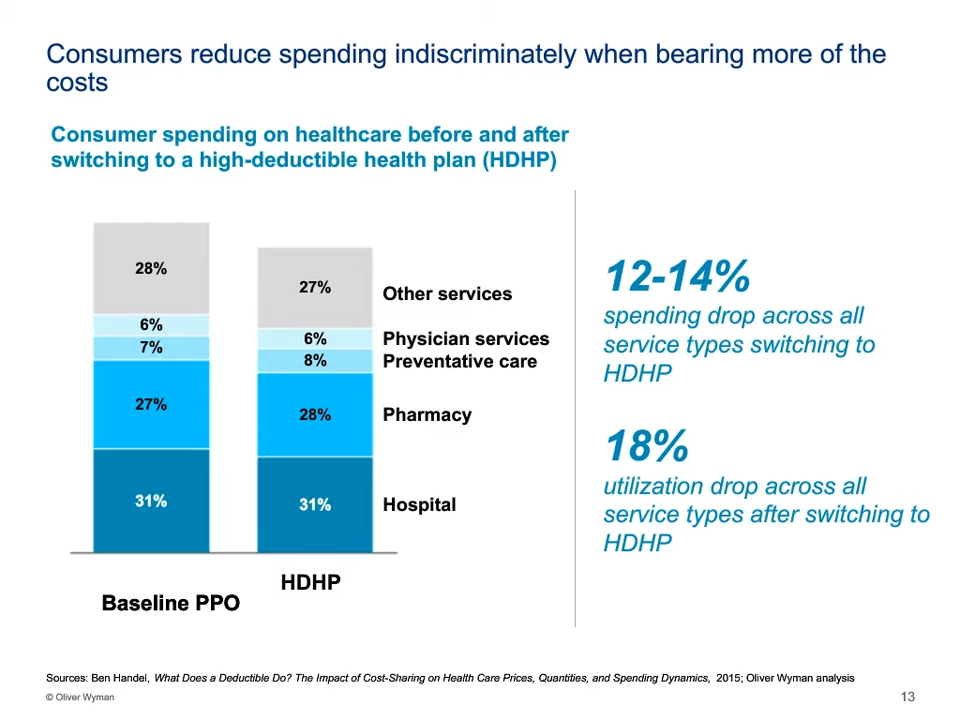 Consumers reduce spending indiscriminately when bearing more of the
costs
Consumer spending on healthcare before and after
switching to a high-deductible health plan (HDHP)
28%
6%
7%
27%
31%
27%
6%
8%
28%
31%
Other services
Physician services
Preventative care
Pharmacy
Hospital
Baseline PPO
HDHP
12-14%
spending drop across all
service types switching to
HDHP
18%
utilization drop across all
service types after switching to
HDHP
Sources: Ben Handel, What Does a Deductible Do? The Impact of Cost-Sharing on Health Care Prices, Quantities, and Spending Dynamics, 2015; Oliver Wyman analysis
© Oliver Wyman
13